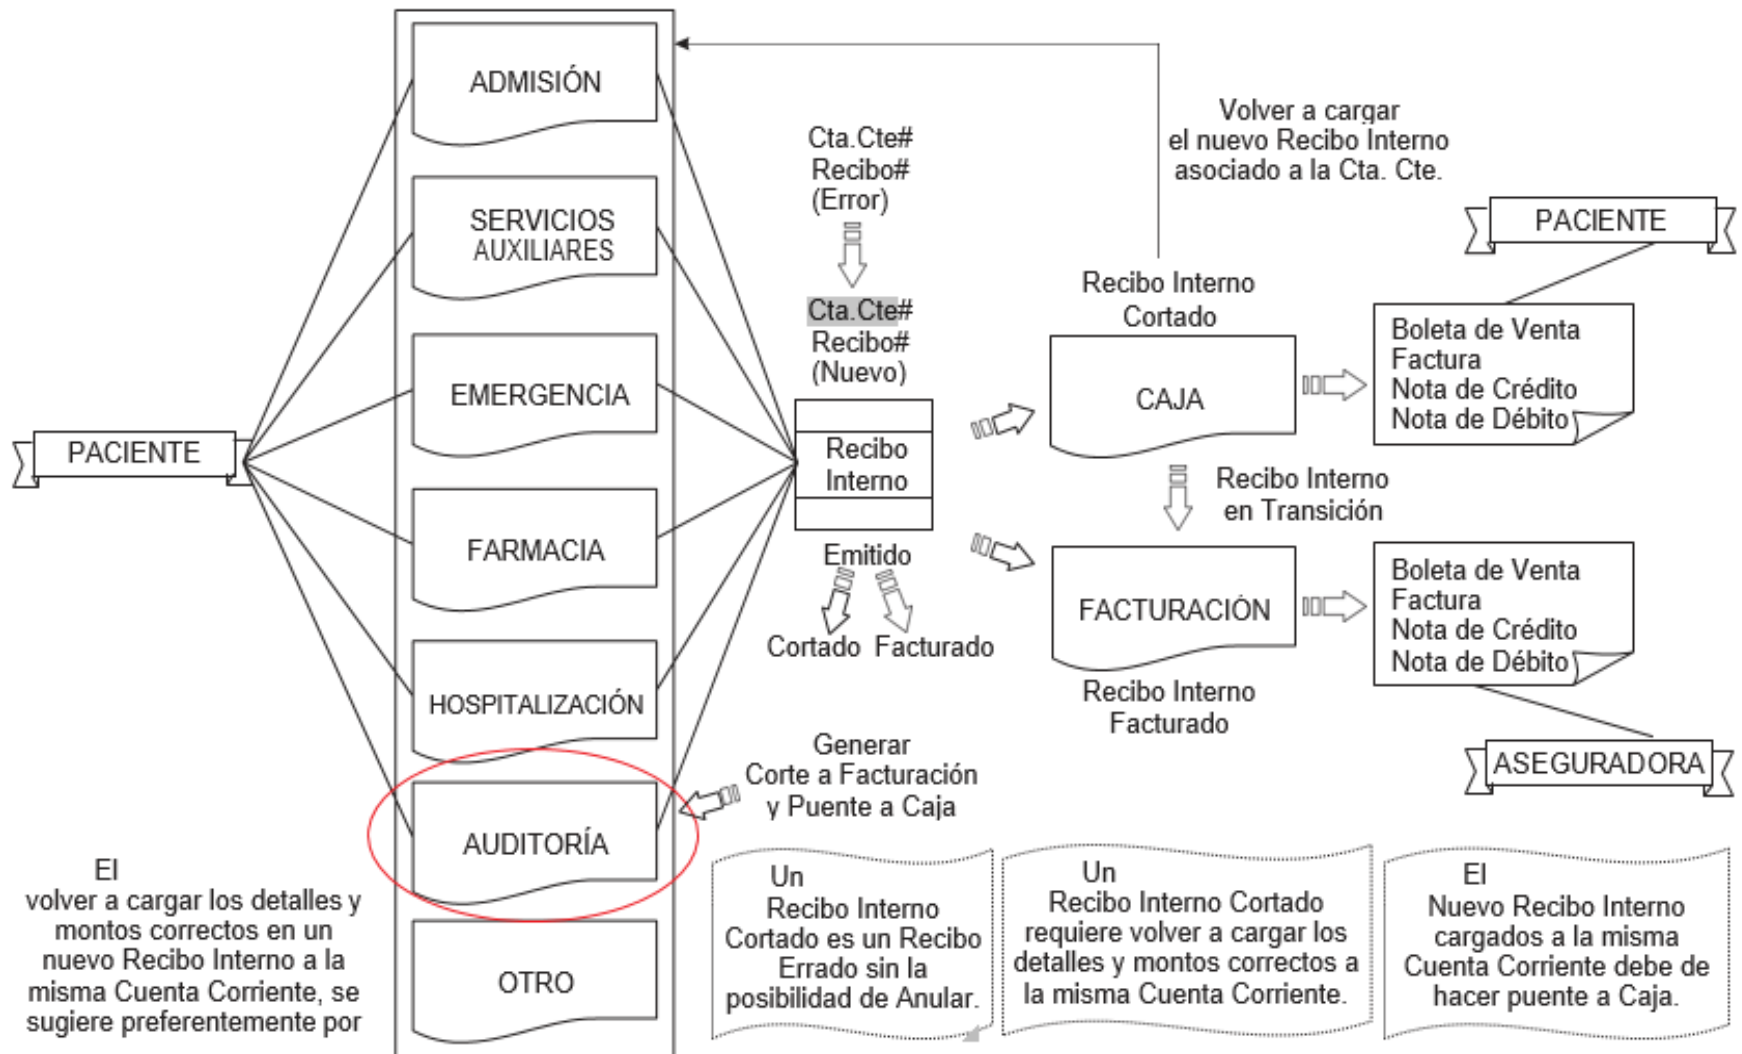 PACIENTE
ADMISIÓN
SERVICIOS
AUXILIARES
EMERGENCIA
FARMACIA
HOSPITALIZACIÓN
AUDITORÍA
OTRO
El
volver a cargar los detalles y
montos correctos en un
nuevo Recibo Interno a la
misma Cuenta Corriente, se
sugiere preferentemente por
Cta.Cte#
Recibo#
(Error)
Cta.Cte#
Recibo#
(Nuevo)
Recibo
Interno
Emitido
Cortado Facturado
Generar
Corte a Facturación
y Puente a Caja
Volver a cargar
el nuevo Recibo Interno
asociado a la Cta. Cte.
Recibo Interno
Cortado
CAJA
Recibo Interno
en Transición
FACTURACIÓN
Recibo Interno
Facturado
PACIENTE
Boleta de Venta
Factura
Nota de Crédito
Nota de Débito
Boleta de Venta
Factura
Nota de Crédito
Nota de Débito
ASEGURADORA
Un
Recibo Interno
Cortado es un Recibo
Errado sin la
posibilidad de Anular.
Un
Recibo Interno Cortado
requiere volver a cargar los
detalles y montos correctos a
la misma Cuenta Corriente.
El
Nuevo Recibo Interno
cargados a la misma
Cuenta Corriente debe de
hacer puente a Caja.